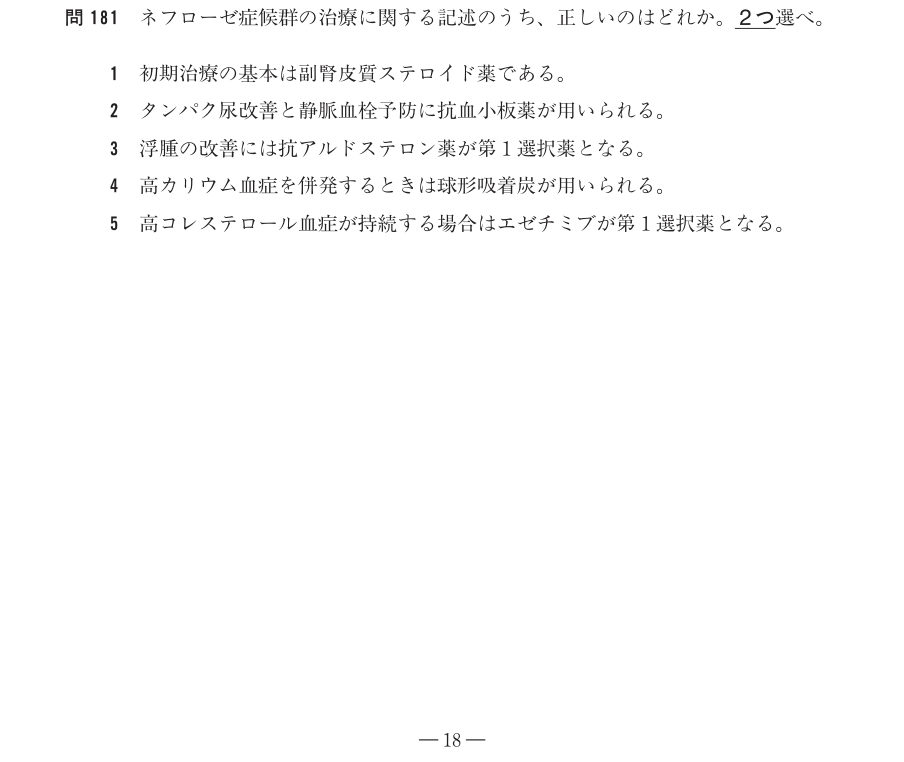 問 181 ネフローゼ症候群の治療に関する記述のうち、正しいのはどれか。２つ選べ。
1 初期治療の基本は副腎皮質ステロイド薬である。
2 タンパク尿改善と静脈血栓予防に抗血小板薬が用いられる。
3 浮腫の改善には抗アルドステロン薬が第１選択薬となる。
4 高カリウム血症を併発するときは球形吸着炭が用いられる。
5 高コレステロール血症が持続する場合はエゼチミブが第１選択薬となる。
— 18 —